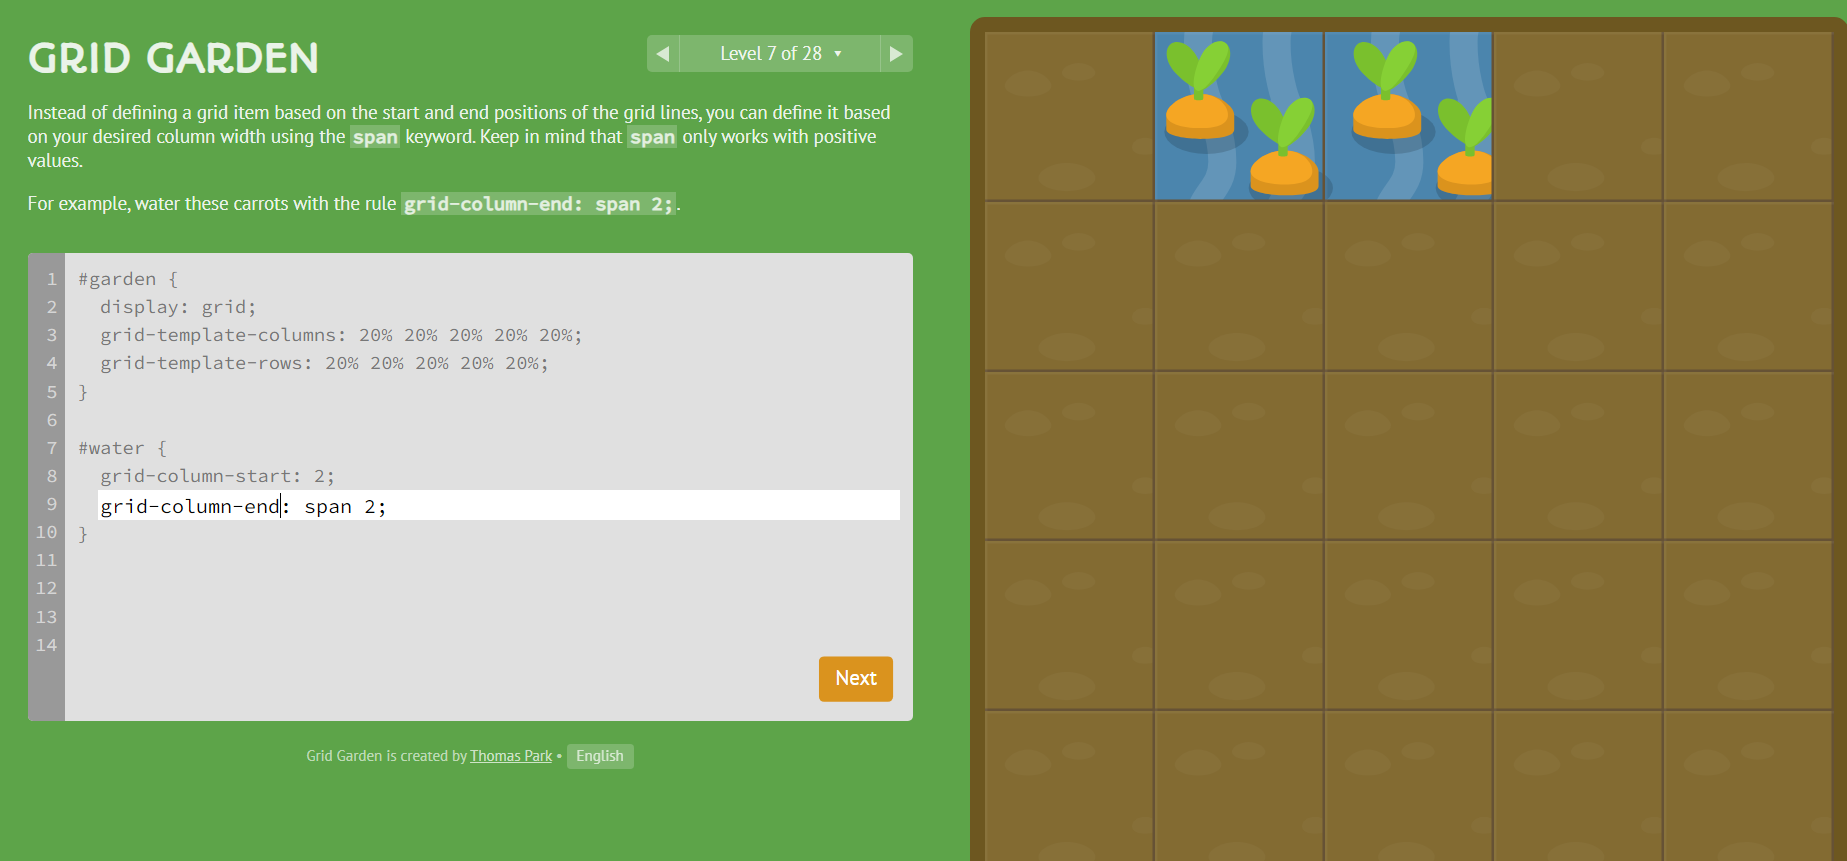 GRID GARDEN
◀ Level 7 of 28 ▼ ▶
Instead of defining a grid item based on the start and end positions of the grid lines, you can define it based
on your desired column width using the span keyword. Keep in mind that span only works with positive
values.
For example, water these carrots with the rule grid-column-end: span 2;.
1 #garden {
2 display: grid;
3 grid-template-columns: 20% 20% 20% 20% 20%;
4 grid-template-rows: 20% 20% 20% 20% 20%;
5 }
6
7 #water {
8 grid-column-start: 2;
9 grid-column-end: span 2;
10 }
11
12
13
14
Next
Grid Garden is created by Thomas Park • English